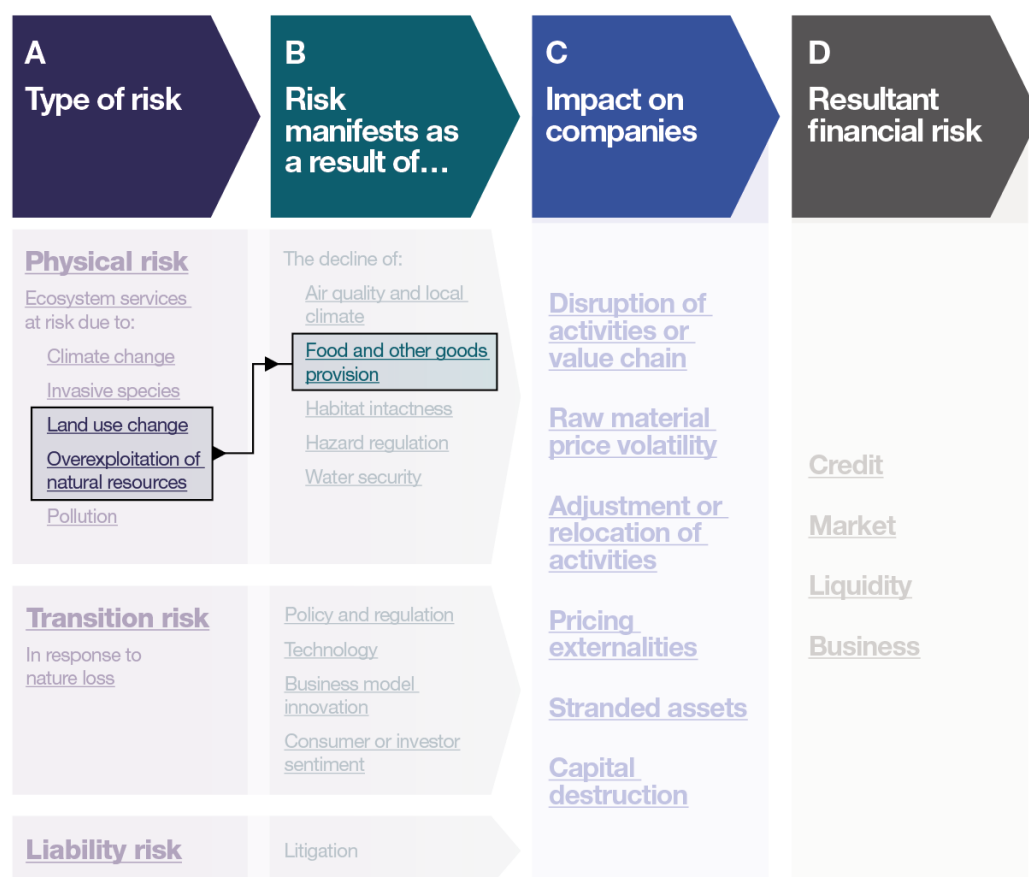 A
Type of risk
B
Risk
manifests as
a result of…
C
Impact on
companies
D
Resultant
financial risk
Physical risk
Ecosystem services
at risk due to:
Climate change
Invasive species
Land use change
Overexploitation of
natural resources
Pollution
The decline of:
Air quality and local
climate
Food and other goods
provision
Habitat intactness
Hazard regulation
Water security
Transition risk
In response to
nature loss
Policy and regulation
Technology
Business model
innovation
Consumer or investor
sentiment
Liability risk
Litigation
Disruption of
activities or
value chain
Raw material
price volatility
Adjustment or
relocation of
activities
Pricing
externalities
Stranded assets
Capital
destruction
Credit
Market
Liquidity
Business